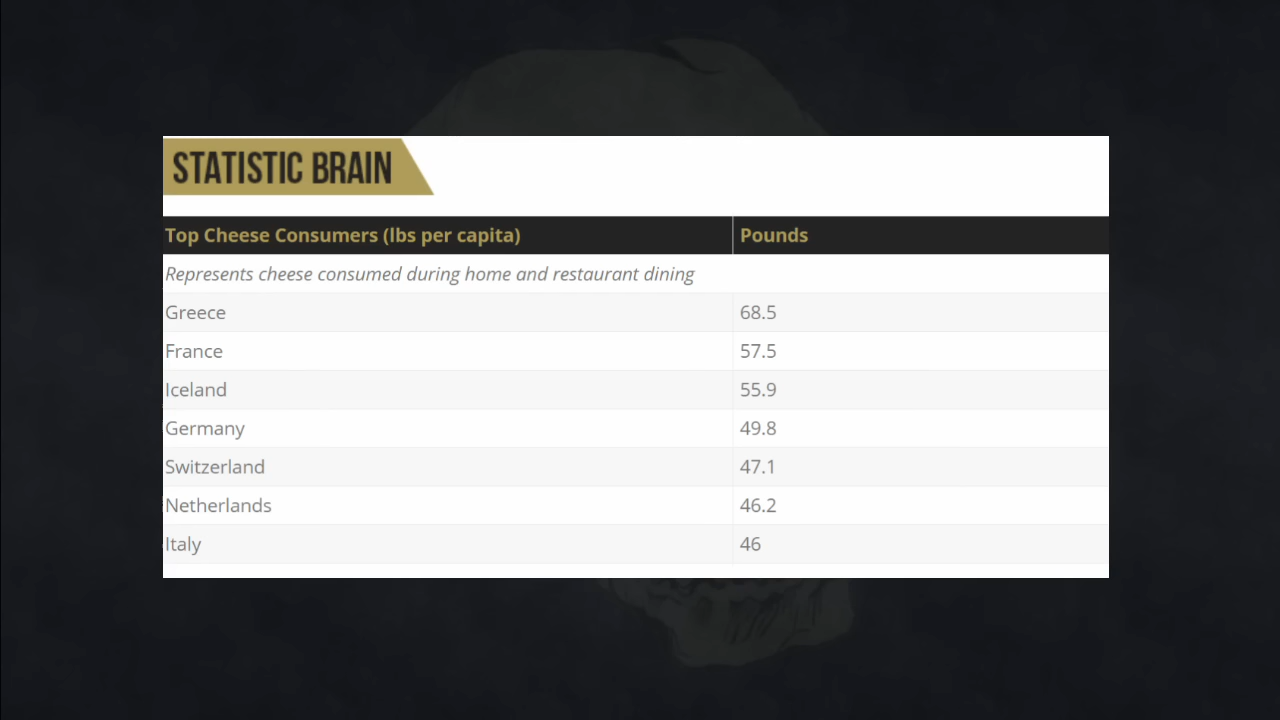 STATISTIC BRAIN
Top Cheese Consumers (lbs per capita) Pounds
Represents cheese consumed during home and restaurant dining
Greece 68.5
France 57.5
Iceland 55.9
Germany 49.8
Switzerland 47.1
Netherlands 46.2
Italy 46